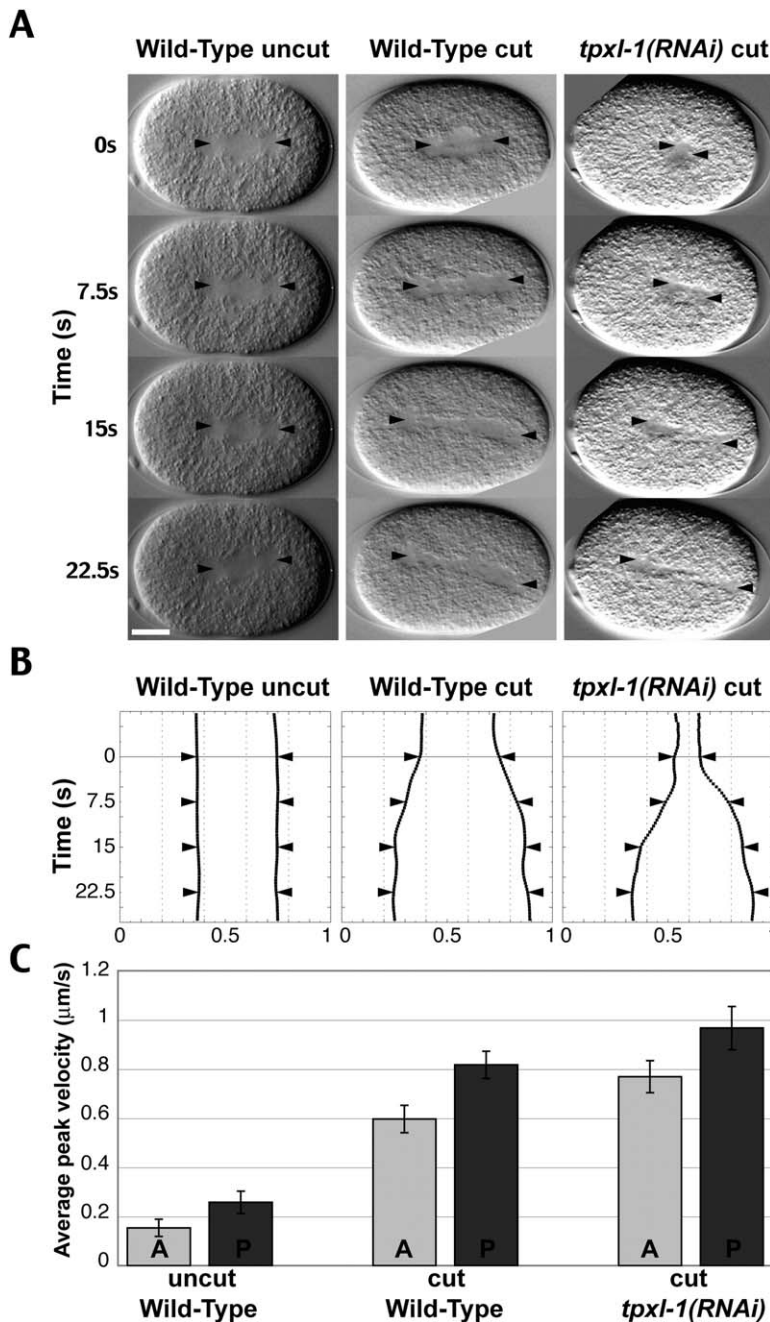 A
Wild-Type uncut Wild-Type cut tpxl-1(RNAi) cut
0s
7.5s
15s
22.5s
Time (s)
B
Wild-Type uncut Wild-Type cut tpxl-1(RNAi) cut
Time (s)
0
7.5
15
22.5
0 0.5 1 0 0.5 1 0 0.5 1
C
Average peak velocity (μm/s)
1.2
1
0.8
0.6
0.4
0.2
0
A P A P A P
uncut cut cut
Wild-Type Wild-Type tpxl-1(RNAi)